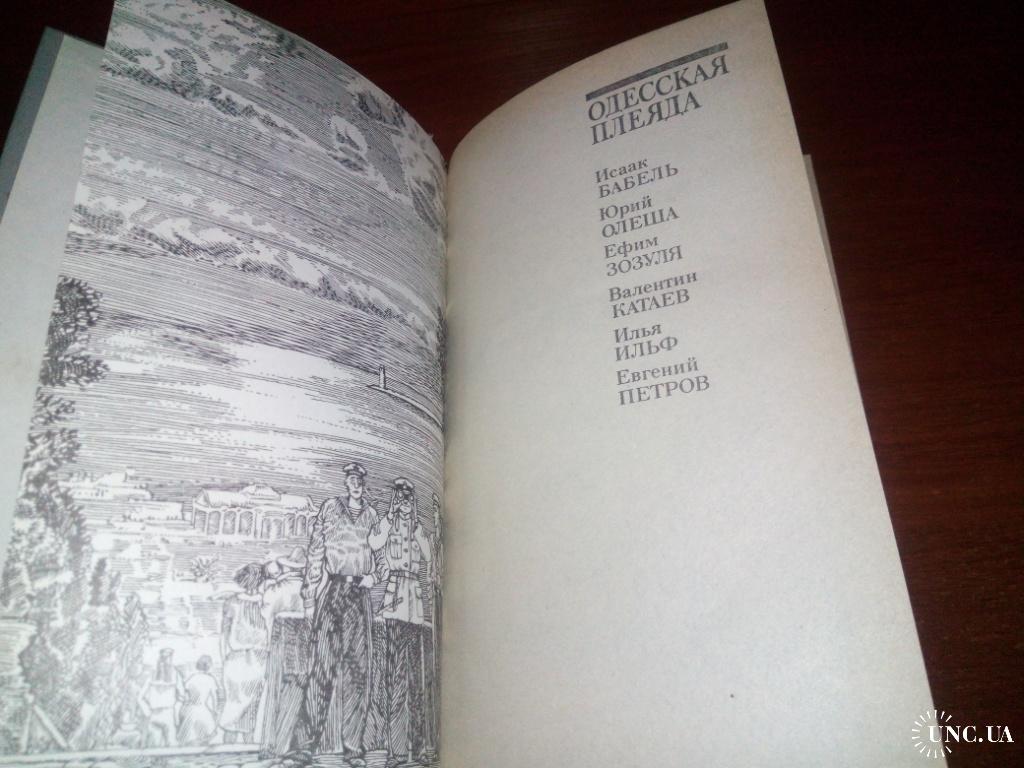 ОДЕССКАЯ
ПЛЕЯДА
Исаак
БАБЕЛЬ
Юрий
ОЛЕША
Ефим
ЗОЗУЛЯ
Валентин
КАТАЕВ
Илья
ИЛЬФ
Евгений
ПЕТРОВ
UNC.UA